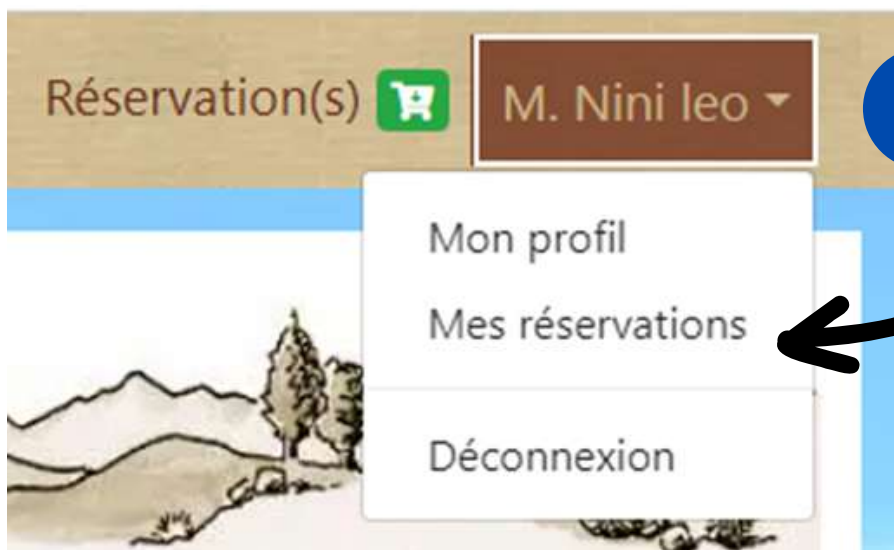 Réservation(s) M. Nini leo
Mon profil
Mes réservations
Déconnexion